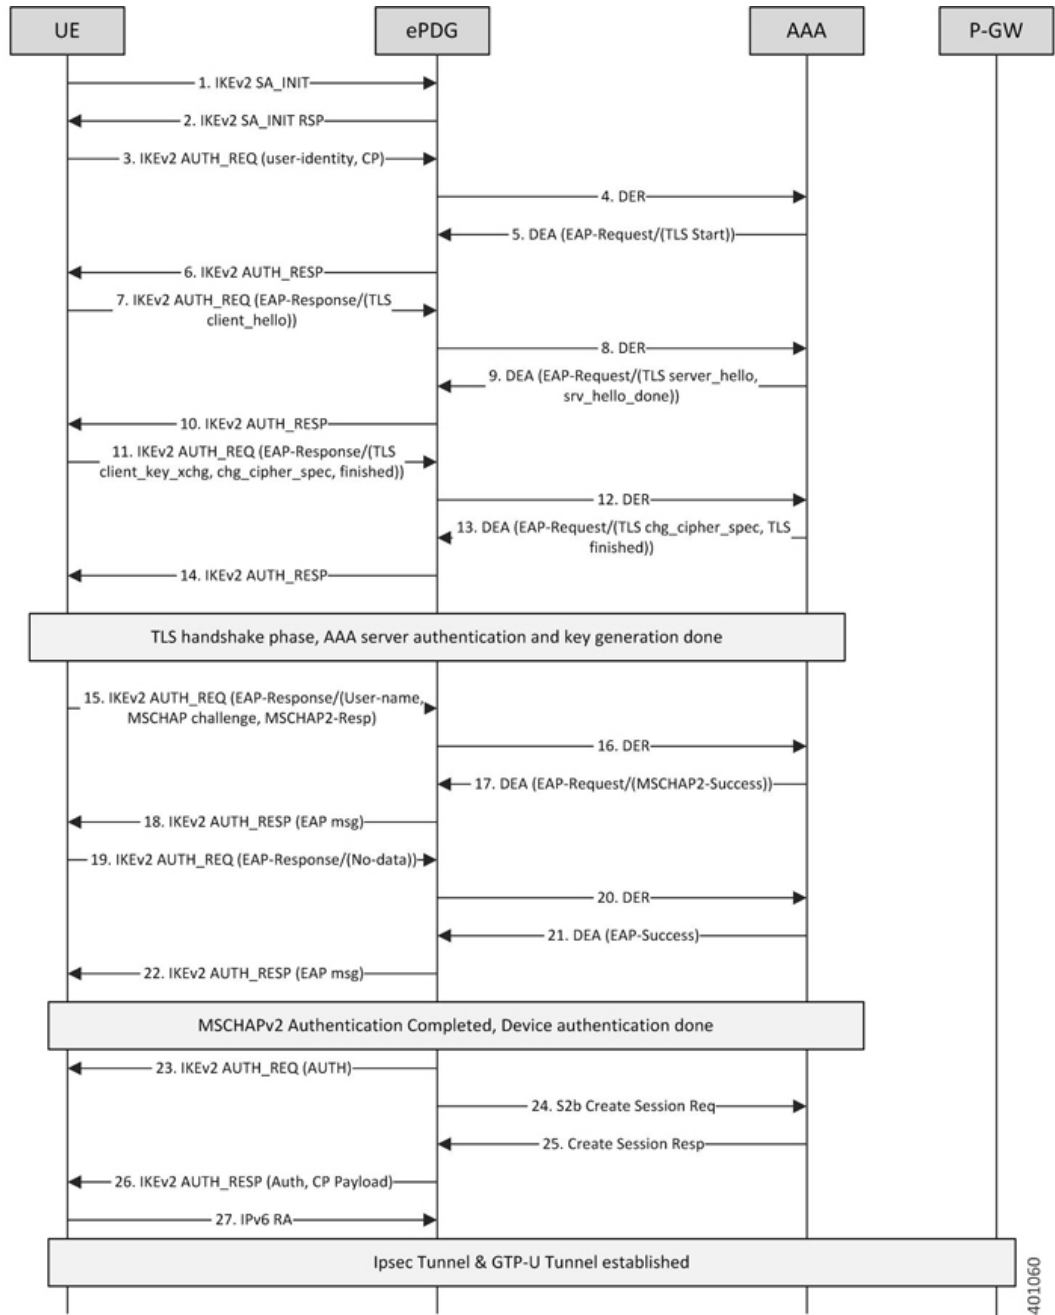 UE
ePDG
AAA
P-GW
1. IKEv2 SA_INIT
2. IKEv2 SA_INIT RSP
3. IKEv2 AUTH_REQ (user-identity, CP)
4. DER
5. DEA (EAP-Request/(TLS Start))
6. IKEv2 AUTH_RESP
7. IKEv2 AUTH_REQ (EAP-Response/(TLS
client_hello))
8. DER
9. DEA (EAP-Request/(TLS server_hello,
srv_hello_done))
10. IKEv2 AUTH_RESP
11. IKEv2 AUTH_REQ (EAP-Response/(TLS
client_key_xchg, chg_cipher_spec, finished))
12. DER
13. DEA (EAP-Request/(TLS chg_cipher_spec, TLS
finished))
14. IKEv2 AUTH_RESP
TLS handshake phase, AAA server authentication and key generation done
15. IKEv2 AUTH_REQ (EAP-Response/(User-name,
MSCHAP challenge, MSCHAP2-Resp)
16. DER
17. DEA (EAP-Request/(MSCHAP2-Success))
18. IKEv2 AUTH_RESP (EAP msg)
19. IKEv2 AUTH_REQ (EAP-Response/(No-data))
20. DER
21. DEA (EAP-Success)
22. IKEv2 AUTH_RESP (EAP msg)
MSCHAPv2 Authentication Completed, Device authentication done
23. IKEv2 AUTH_REQ (AUTH)
24. S2b Create Session Req
25. Create Session Resp
26. IKEv2 AUTH_RESP (Auth, CP Payload)
27. IPv6 RA
Ipsec Tunnel & GTP-U Tunnel established
401060